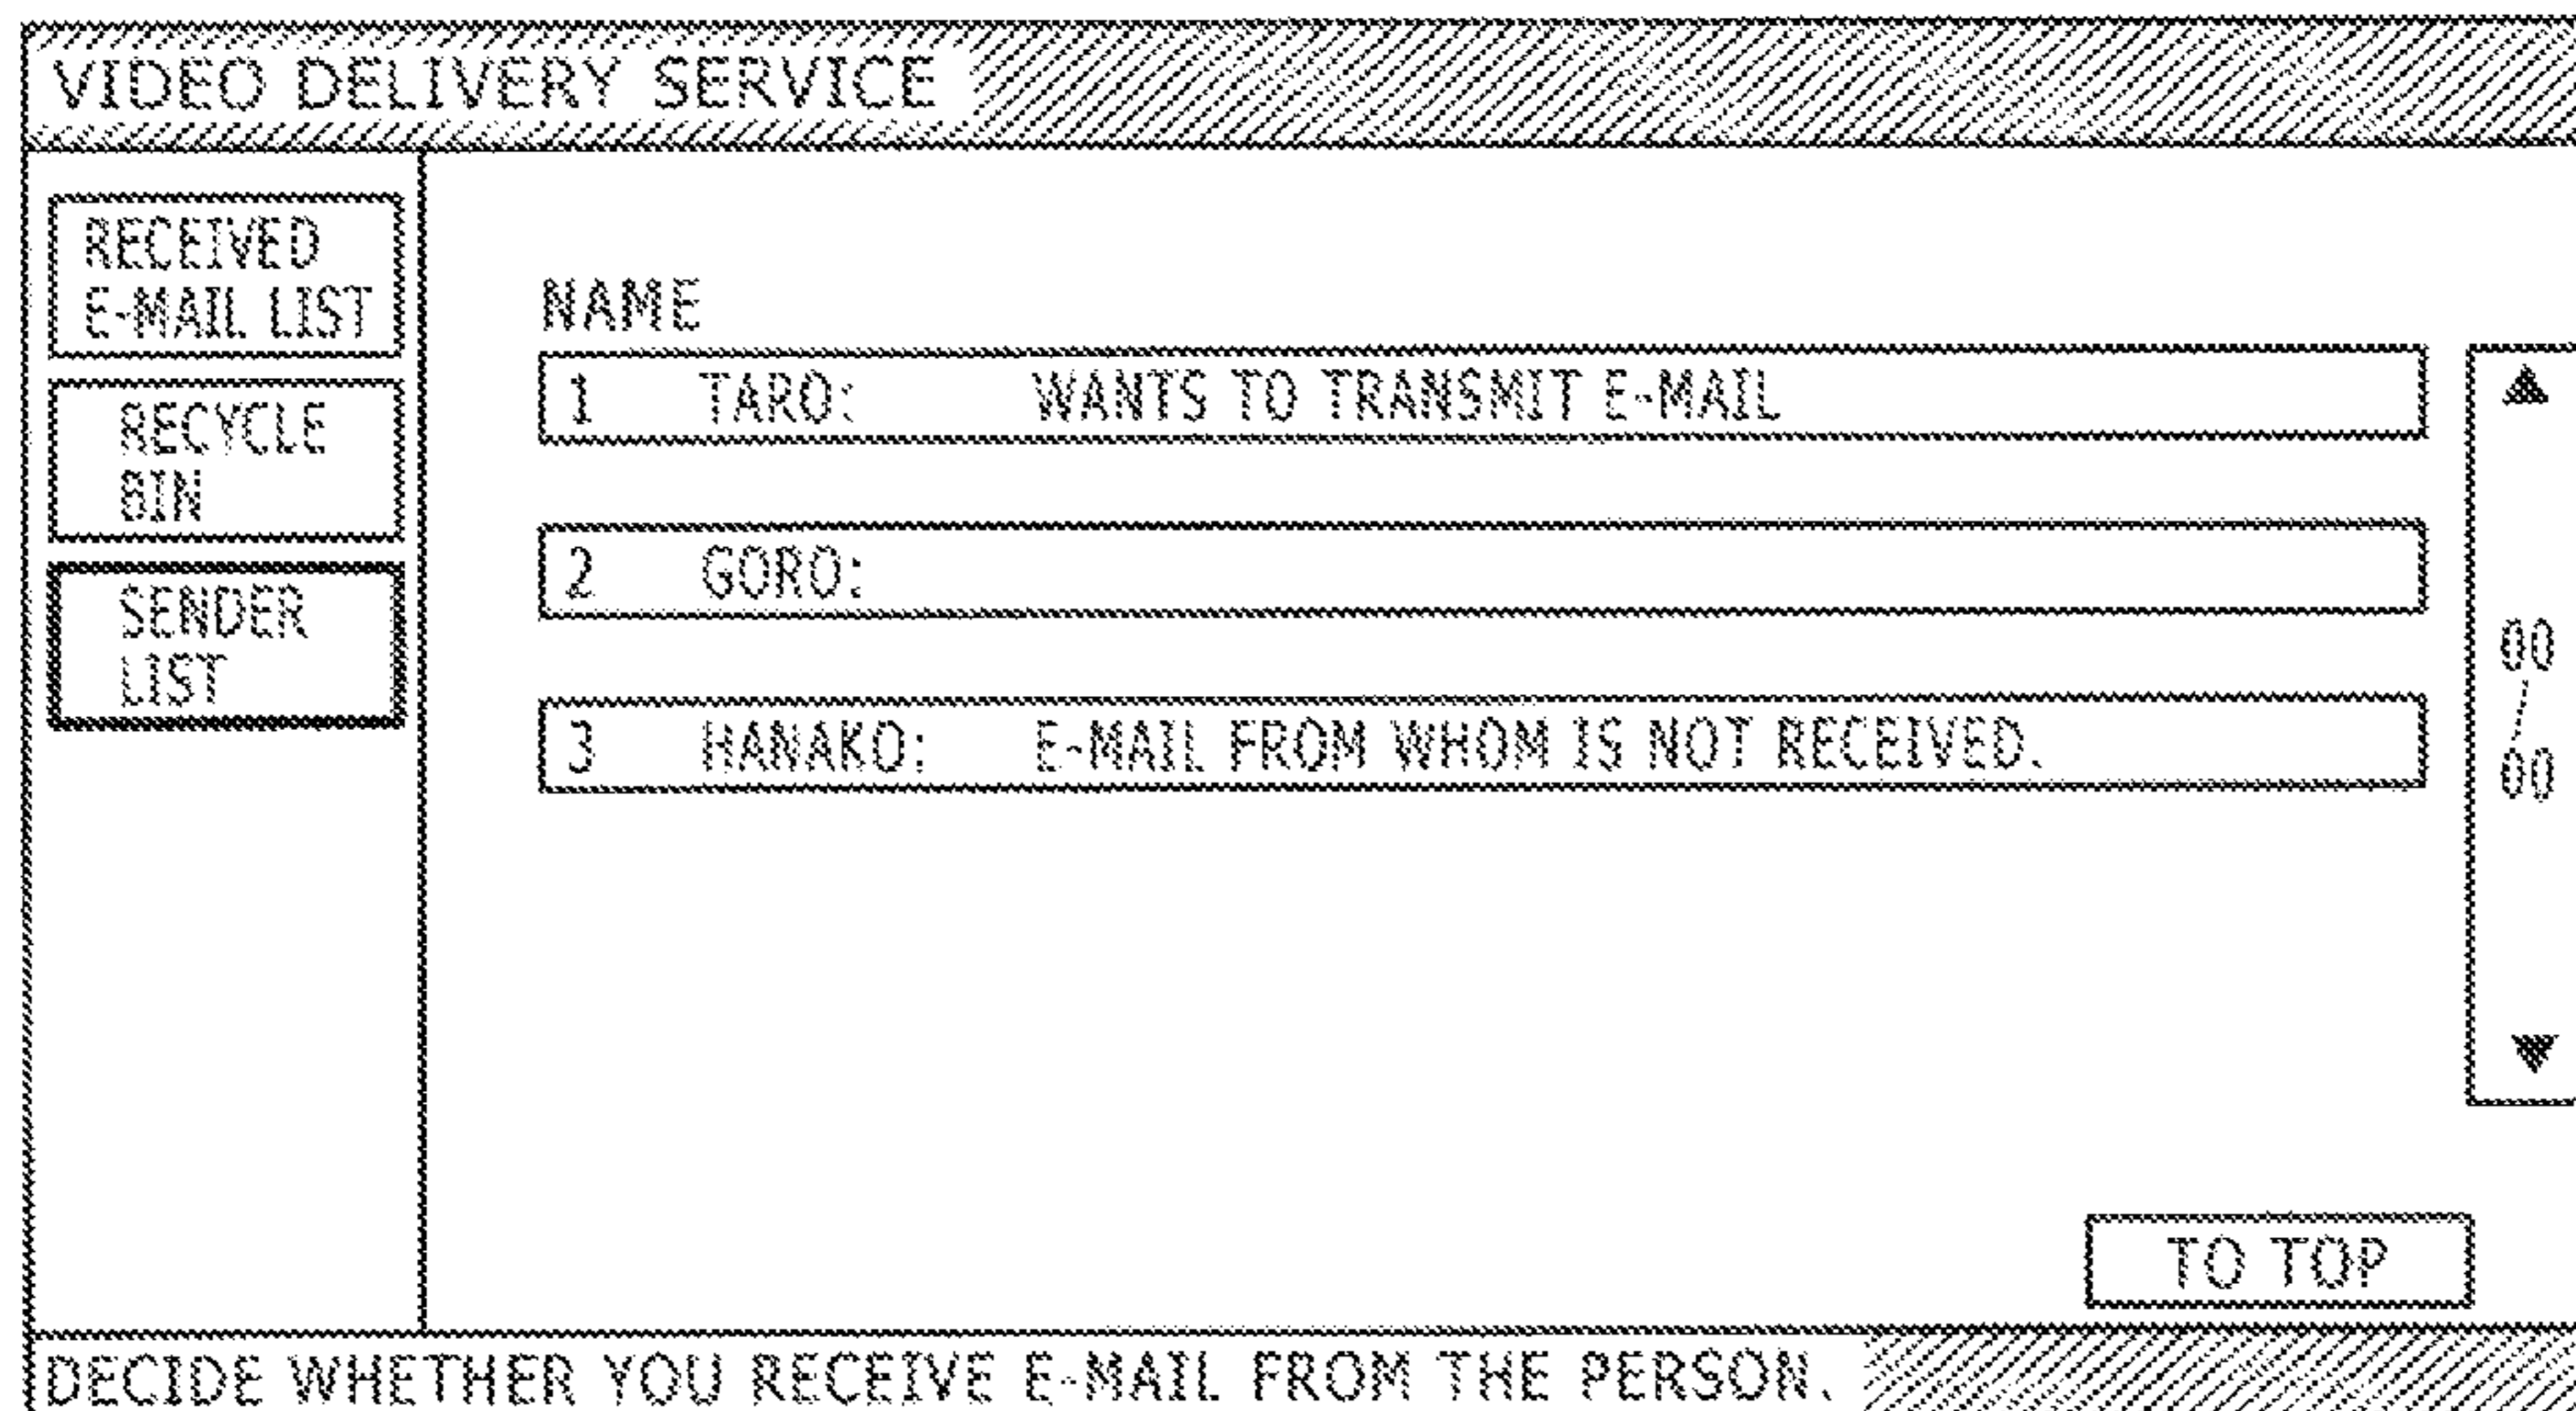 VIDEO DELIVERY SERVICE
RECEIVED
E-MAIL LIST
RECYCLE
BIN
SENDER
LIST
NAME
1 TARO: WANTS TO TRANSMIT E-MAIL
2 GORO:
3 HANAKO: E-MAIL FROM WHOM IS NOT RECEIVED.
▲
00
/
00
▼
TO TOP
DECIDE WHETHER YOU RECEIVE E-MAIL FROM THE PERSON.